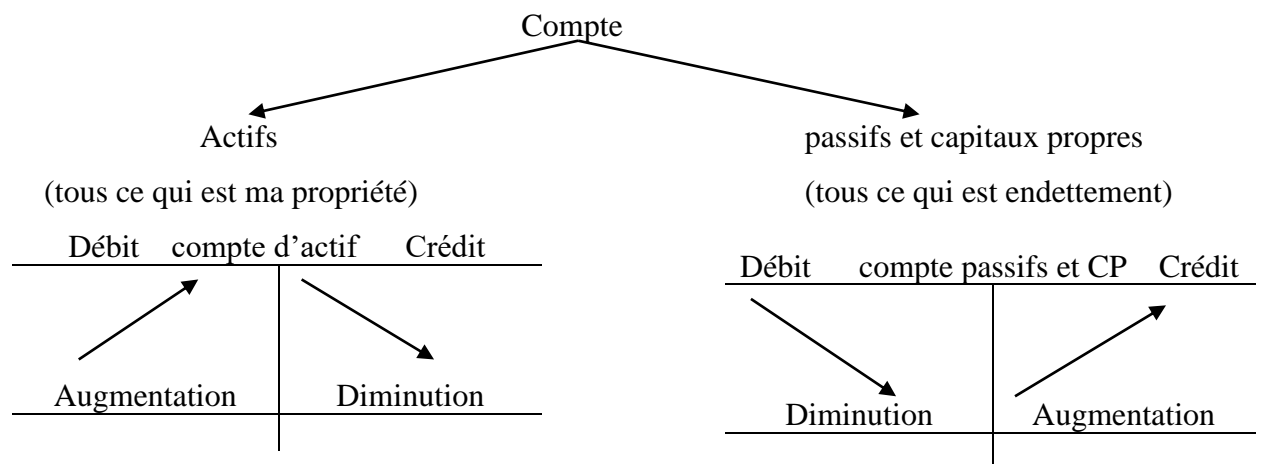 Compte
Actifs
passifs et capitaux propres
(tous ce qui est ma propriété)
(tous ce qui est endettement)
Débit compte d’actif Crédit
Débit compte passifs et CP Crédit
Augmentation Diminution
Diminution Augmentation